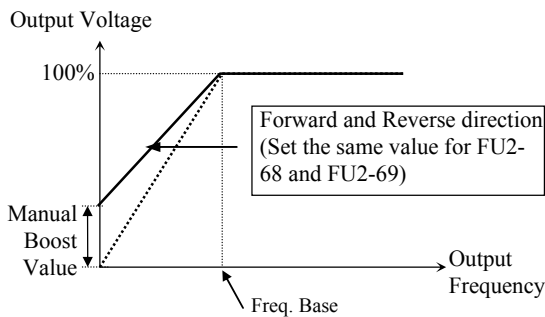 Output Voltage
100%
Forward and Reverse direction
(Set the same value for FU2-
68 and FU2-69)
Manual
Boost
Value
Output
Frequency
Freq. Base